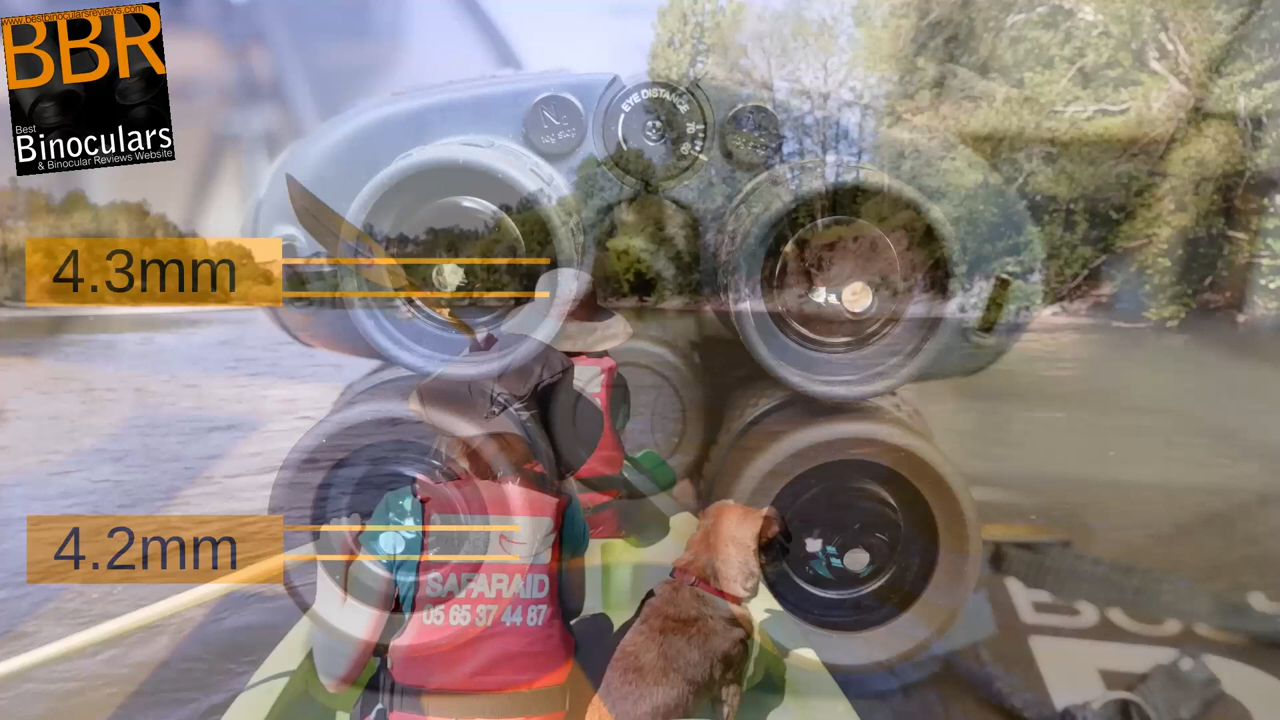 www.bestbinocularsreviews.com
BBR
Best
Binoculars
& Binocular Reviews Website
EYE DISTANCE
70
4.3mm
4.2mm
SAFARAID
05 65 37 44 87